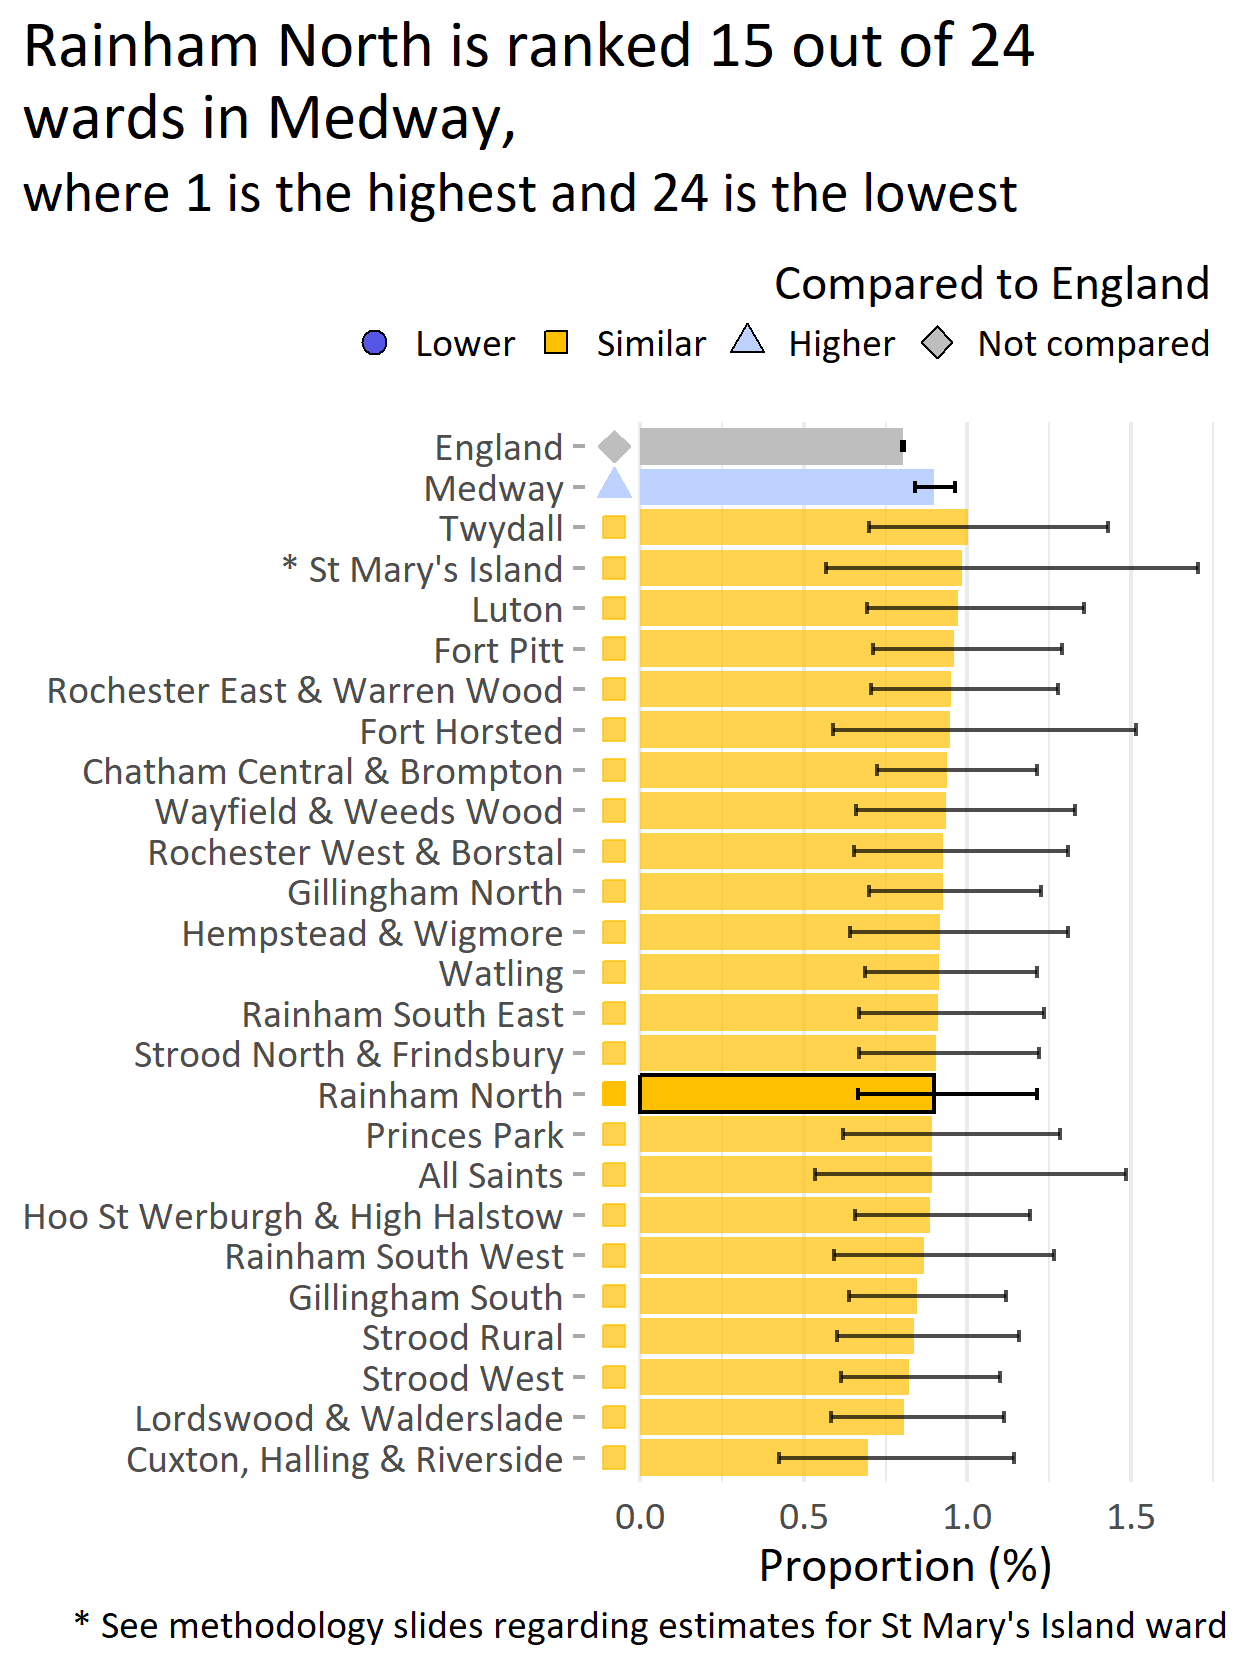 Rainham North is ranked 15 out of 24
wards in Medway,
where 1 is the highest and 24 is the lowest
Compared to England
Lower Similar Higher Not compared
England
Medway
Twydall
* St Mary's Island
Luton
Fort Pitt
Rochester East & Warren Wood
Fort Horsted
Chatham Central & Brompton
Wayfield & Weeds Wood
Rochester West & Borstal
Gillingham North
Hempstead & Wigmore
Watling
Rainham South East
Strood North & Frindsbury
Rainham North
Princes Park
All Saints
Hoo St Werburgh & High Halstow
Rainham South West
Gillingham South
Strood Rural
Strood West
Lordswood & Walderslade
Cuxton, Halling & Riverside
0.0 0.5 1.0 1.5
Proportion (%)
* See methodology slides regarding estimates for St Mary's Island ward